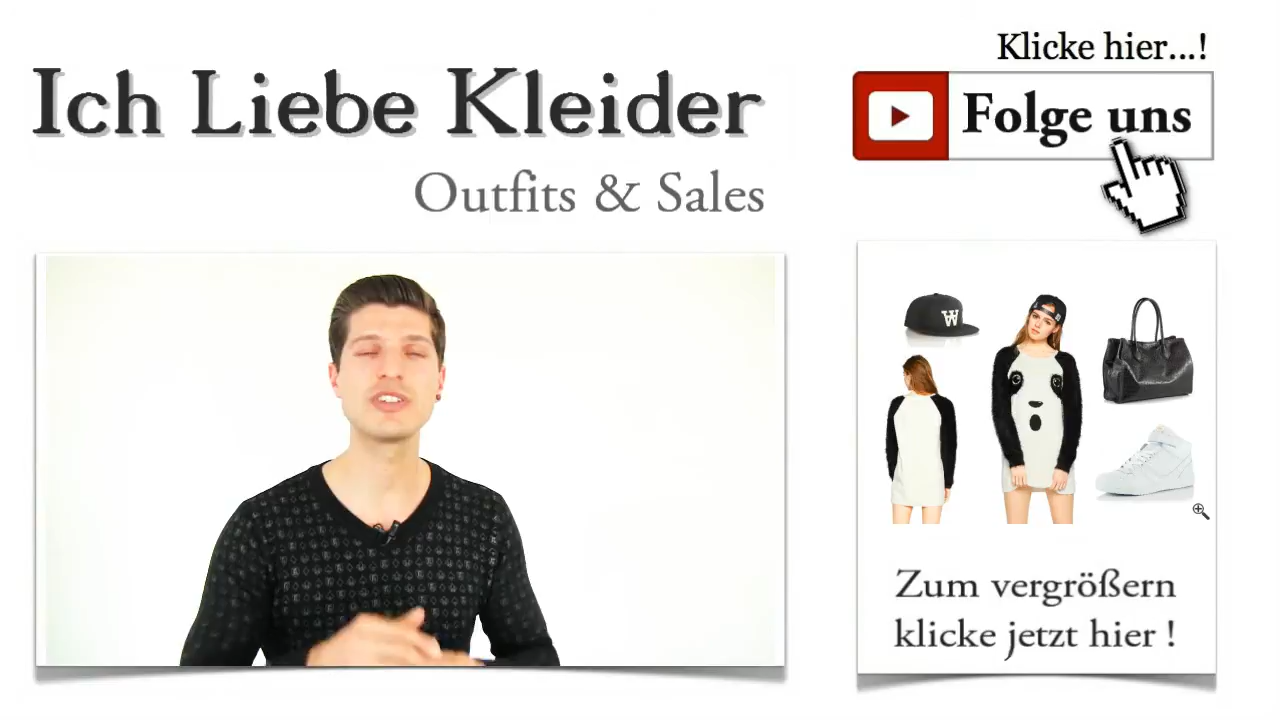 Ich Liebe Kleider
Outfits & Sales
Klicke hier...!
Folge uns
W
Zum vergrößern
klicke jetzt hier !